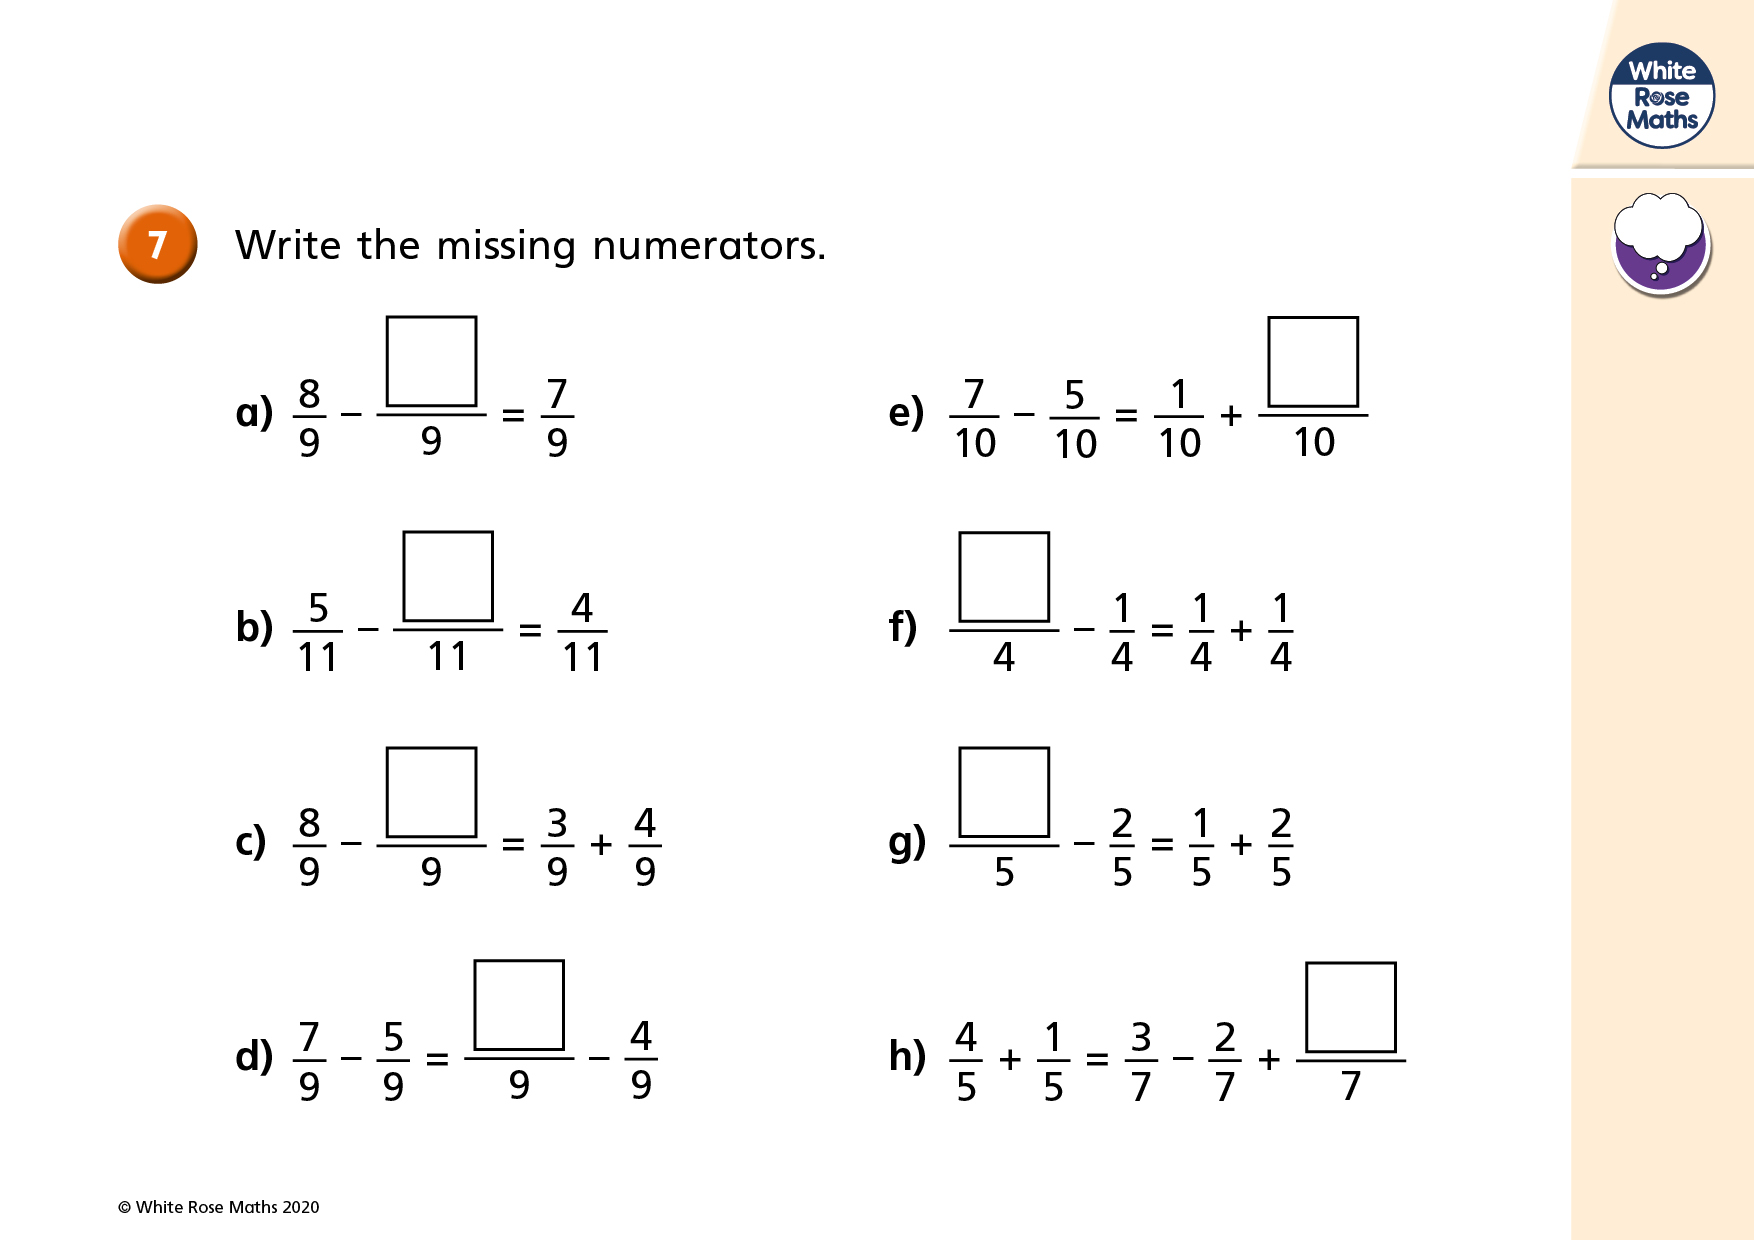 White
Rose
Maths
7 Write the missing numerators.
a) 8/9 − □/9 = 7/9
b) 5/11 − □/11 = 4/11
c) 8/9 − □/9 = 3/9 + 4/9
d) 7/9 − 5/9 = □/9 − 4/9
e) 7/10 − 5/10 = 1/10 + □/10
f) □/4 − 1/4 = 1/4 + 1/4
g) □/5 − 2/5 = 1/5 + 2/5
h) 4/5 + 1/5 = 3/7 − 2/7 + □/7
© White Rose Maths 2020